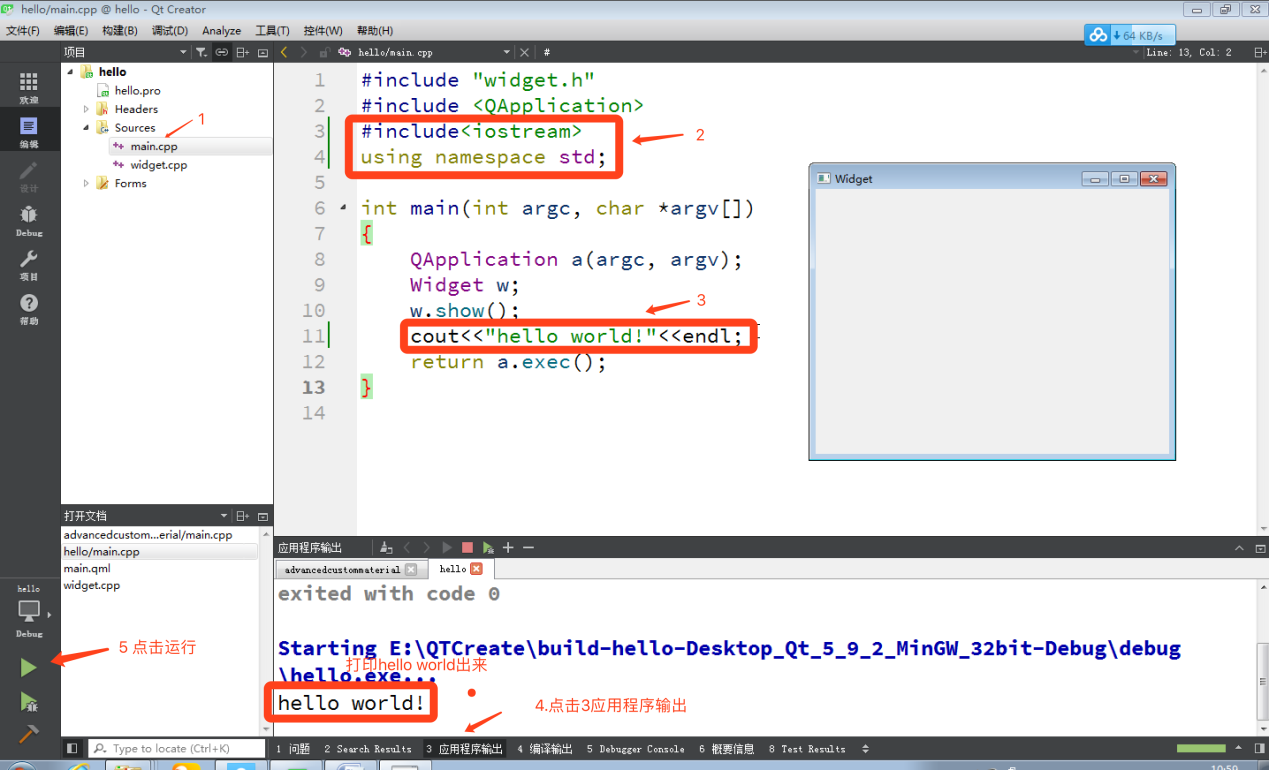 hello/main.cpp @ hello - Qt Creator
文件(F) 编辑(E) 构建(B) 调试(D) Analyze 工具(T) 控件(W) 帮助(H)
64 KB/s
项目
hello/main.cpp
#
Line: 13, Col: 2
欢迎
编辑
设计
Debug
项目
帮助
hello
hello.pro
Headers
Sources
main.cpp
widget.cpp
Forms
1
1 #include "widget.h"
2 #include <QApplication>
3 #include<iostream>
4 using namespace std;
5
6 int main(int argc, char *argv[])
7 {
8 QApplication a(argc, argv);
9 Widget w;
10 w.show();
11 cout<<"hello world!"<<endl;
12 return a.exec();
13 }
14
2
3
Widget
打开文档
advancedcustom...erial/main.cpp
hello/main.cpp
main.qml
widget.cpp
hello
Debug
5 点击运行
应用程序输出
advancedcustommaterial
hello
exited with code 0
Starting E:\QTCreate\build-hello-Desktop_Qt_5_9_2_MinGW_32bit-Debug\debug
\hello.exe...
打印hello world出来
hello world!
4.点击3应用程序输出
Type to locate (Ctrl+K)
1 问题 2 Search Results 3 应用程序输出 4 编译输出 5 Debugger Console 6 概要信息 8 Test Results
10:59